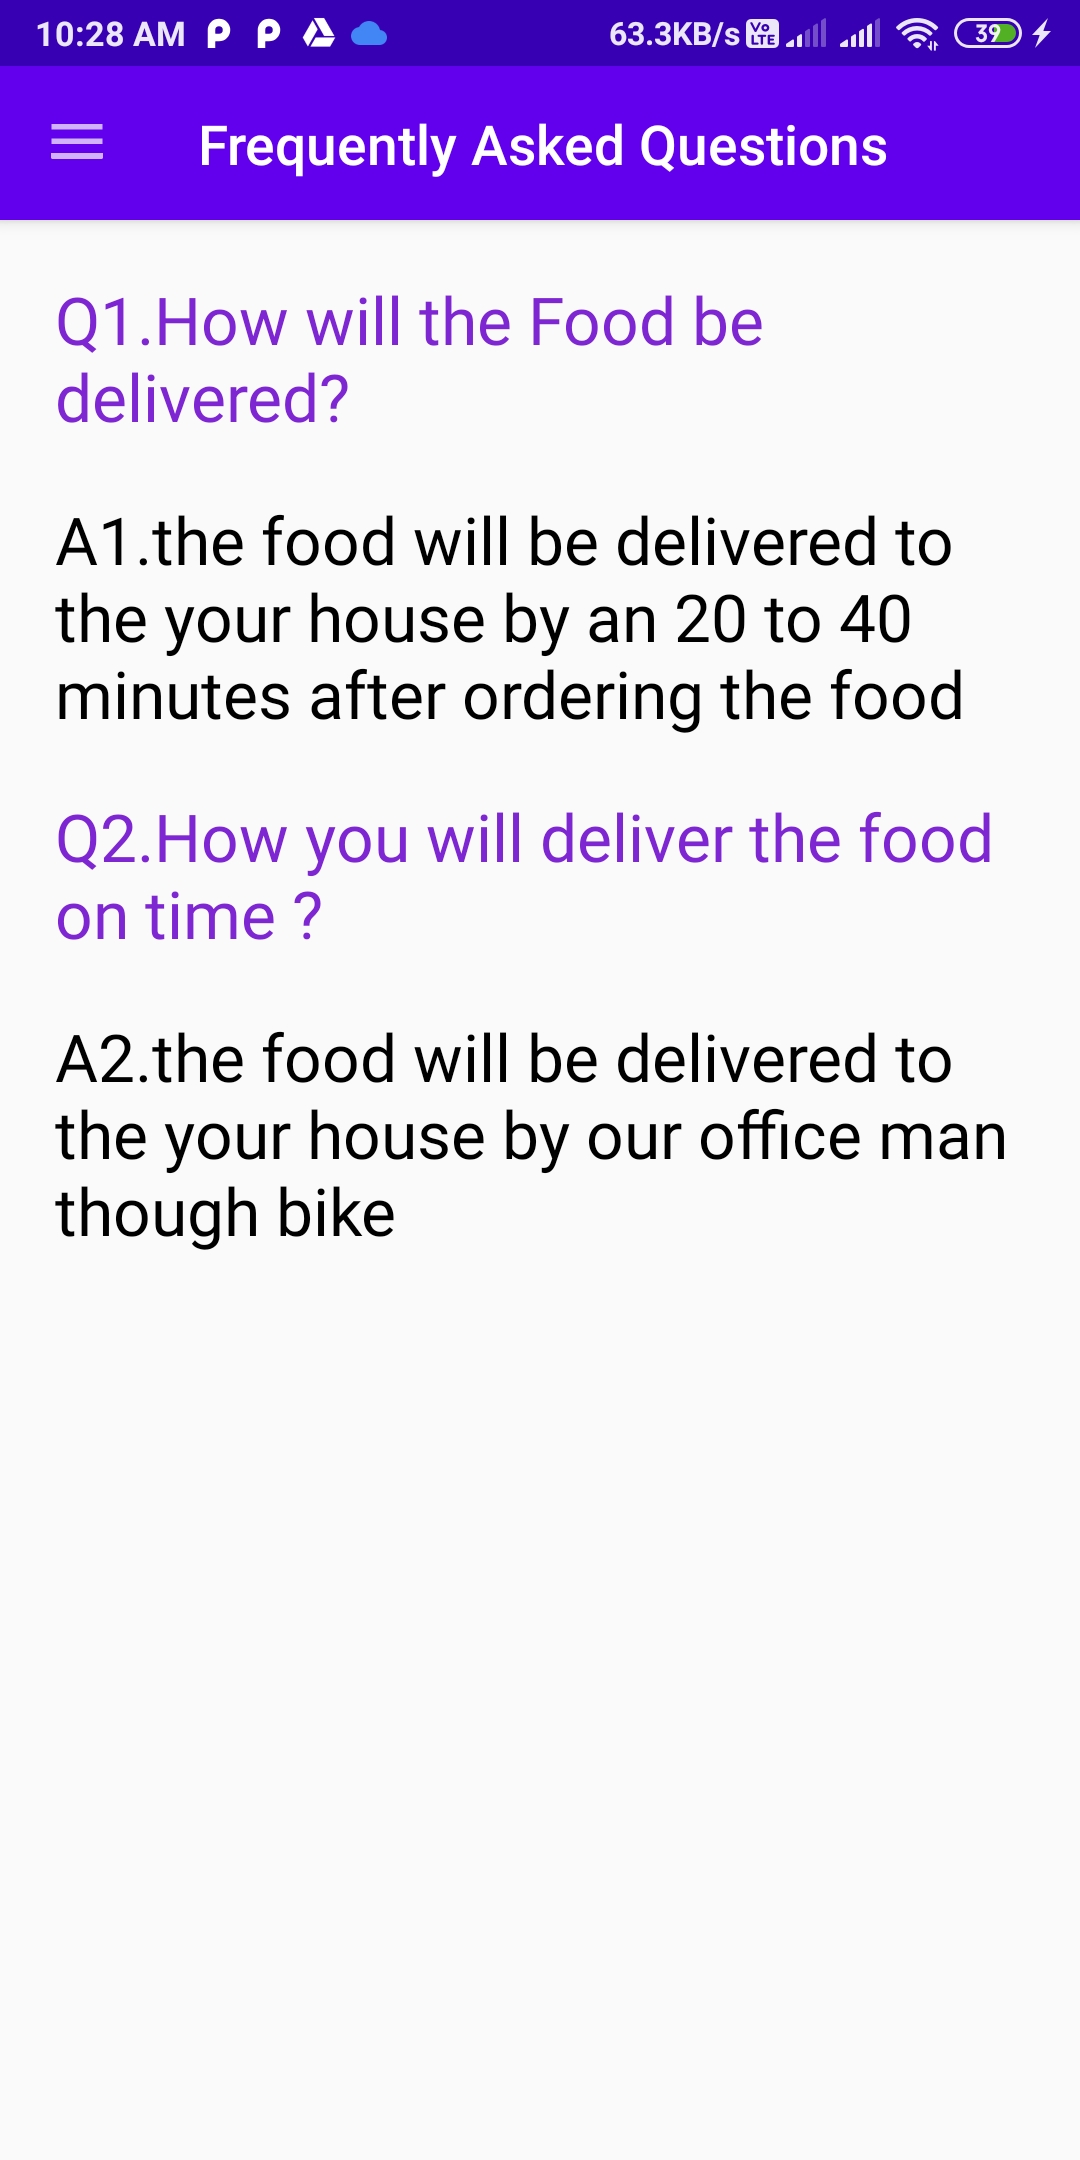 10:28 AM 63.3KB/s Vo LTE 39
Frequently Asked Questions
Q1.How will the Food be
delivered?
A1.the food will be delivered to
the your house by an 20 to 40
minutes after ordering the food
Q2.How you will deliver the food
on time ?
A2.the food will be delivered to
the your house by our office man
though bike